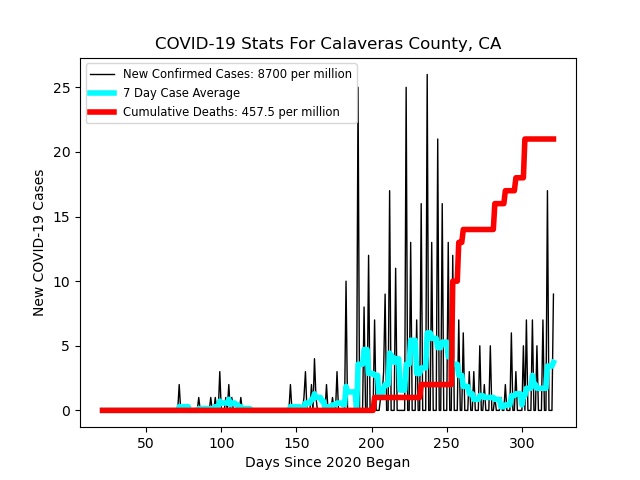 COVID-19 Stats For Calaveras County, CA
New Confirmed Cases: 8700 per million
7 Day Case Average
Cumulative Deaths: 457.5 per million
New COVID-19 Cases
25
20
15
10
5
0
50 100 150 200 250 300
Days Since 2020 Began